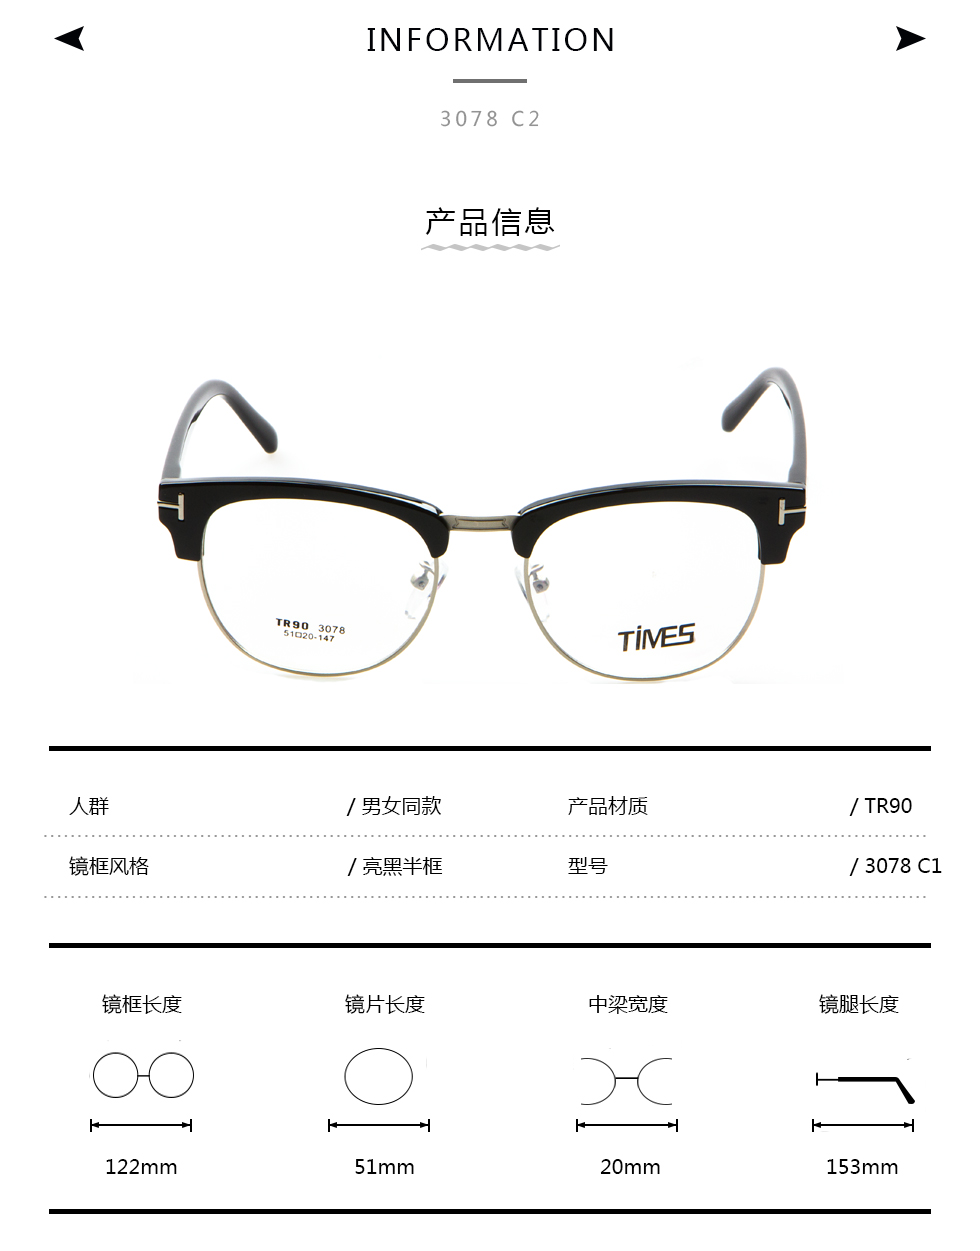 INFORMATION
3078 C2
产品信息
TR90 3078
51□20-147
TiMES
人群 / 男女同款 产品材质 / TR90
镜框风格 / 亮黑半框 型号 / 3078 C1
镜框长度 镜片长度 中梁宽度 镜腿长度
122mm 51mm 20mm 153mm